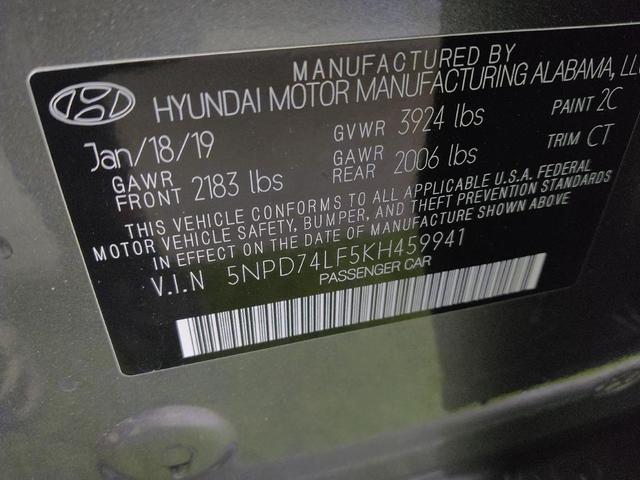 MANUFACTURED BY
HYUNDAI MOTOR MANUFACTURING ALABAMA, LLC
Jan/18/19 GVWR 3924 lbs PAINT 2C
GAWR FRONT 2183 lbs GAWR REAR 2006 lbs TRIM CT
THIS VEHICLE CONFORMS TO ALL APPLICABLE U.S.A. FEDERAL
MOTOR VEHICLE SAFETY, BUMPER, AND THEFT PREVENTION STANDARDS
IN EFFECT ON THE DATE OF MANUFACTURE SHOWN ABOVE
V.I.N 5NPD74LF5KH459941
PASSENGER CAR